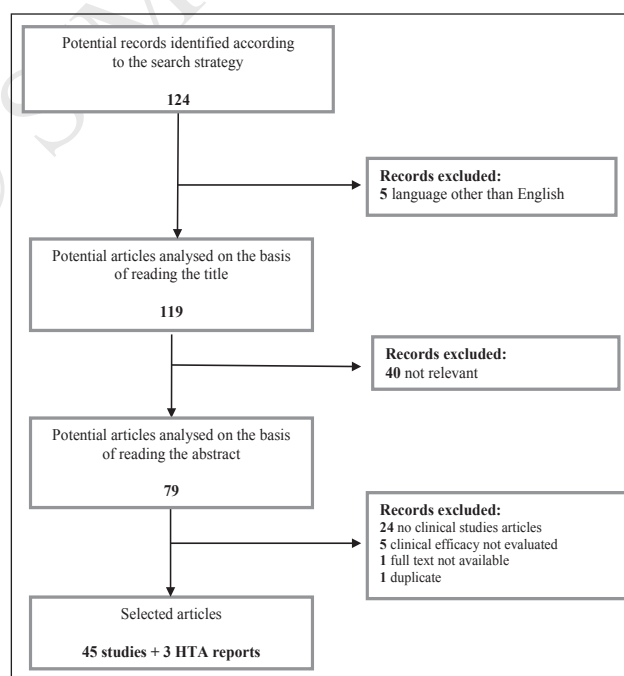 Potential records identified according
to the search strategy
124
Records excluded:
5 language other than English
Potential articles analysed on the basis
of reading the title
119
Records excluded:
40 not relevant
Potential articles analysed on the basis
of reading the abstract
79
Records excluded:
24 no clinical studies articles
5 clinical efficacy not evaluated
1 full text not available
1 duplicate
Selected articles
45 studies + 3 HTA reports